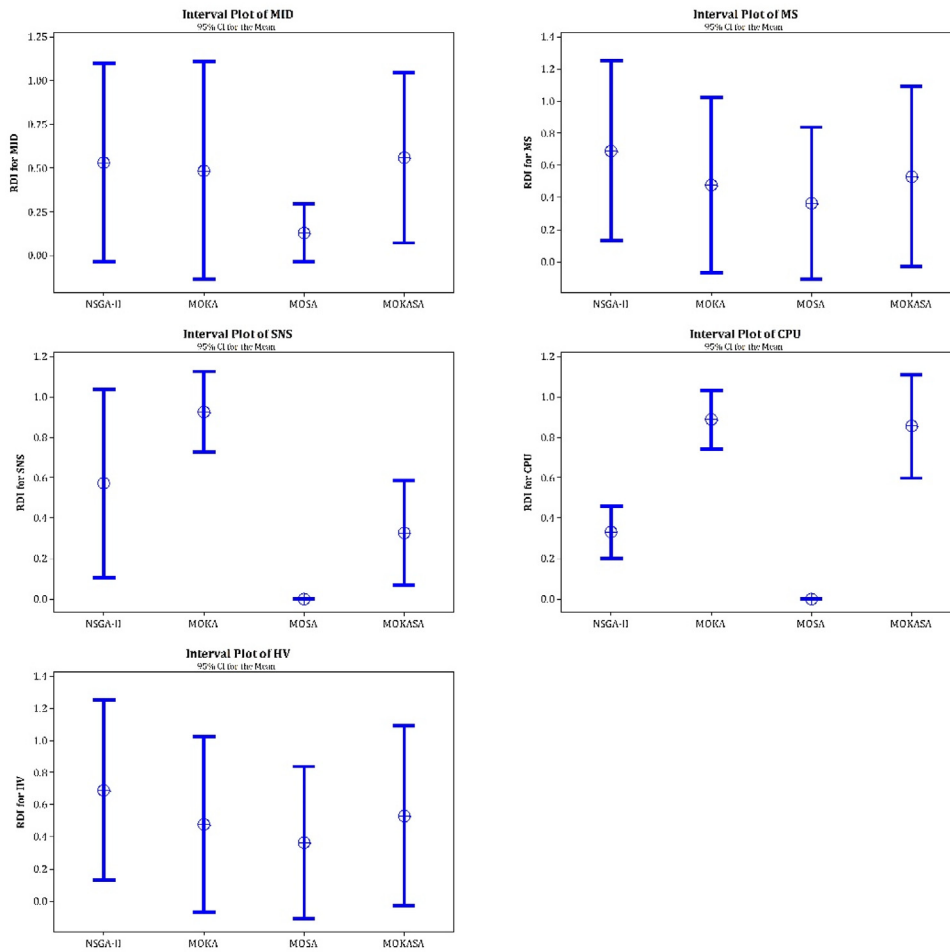 Interval Plot of MID
95% CI for the Mean
1.25
1.00
0.75
0.50
0.25
0.00
RDI for MID
NSGA-II MOKA MOSA MOKASA
Interval Plot of MS
95% CI for the Mean
1.4
1.2
1.0
0.8
0.6
0.4
0.2
0.0
RDI for MS
NSGA-II MOKA MOSA MOKASA
Interval Plot of SNS
95% CI for the Mean
1.2
1.0
0.8
0.6
0.4
0.2
0.0
RDI for SNS
NSGA-II MOKA MOSA MOKASA
Interval Plot of CPU
95% CI for the Mean
1.2
1.0
0.8
0.6
0.4
0.2
0.0
RDI for CPU
NSGA-II MOKA MOSA MOKASA
Interval Plot of HV
95% CI for the Mean
1.4
1.2
1.0
0.8
0.6
0.4
0.2
0.0
RDI for HV
NSGA-II MOKA MOSA MOKASA